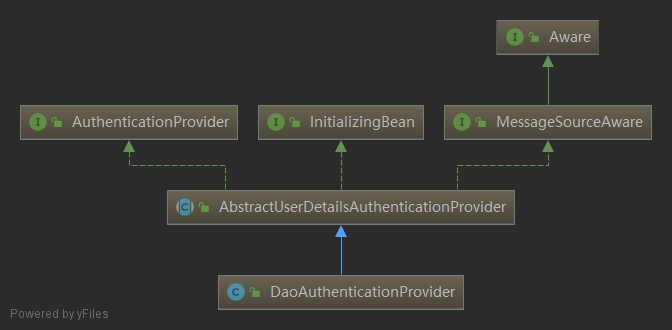 I Aware
I AuthenticationProvider
I InitializingBean
I MessageSourceAware
C AbstractUserDetailsAuthenticationProvider
C DaoAuthenticationProvider
Powered by yFiles